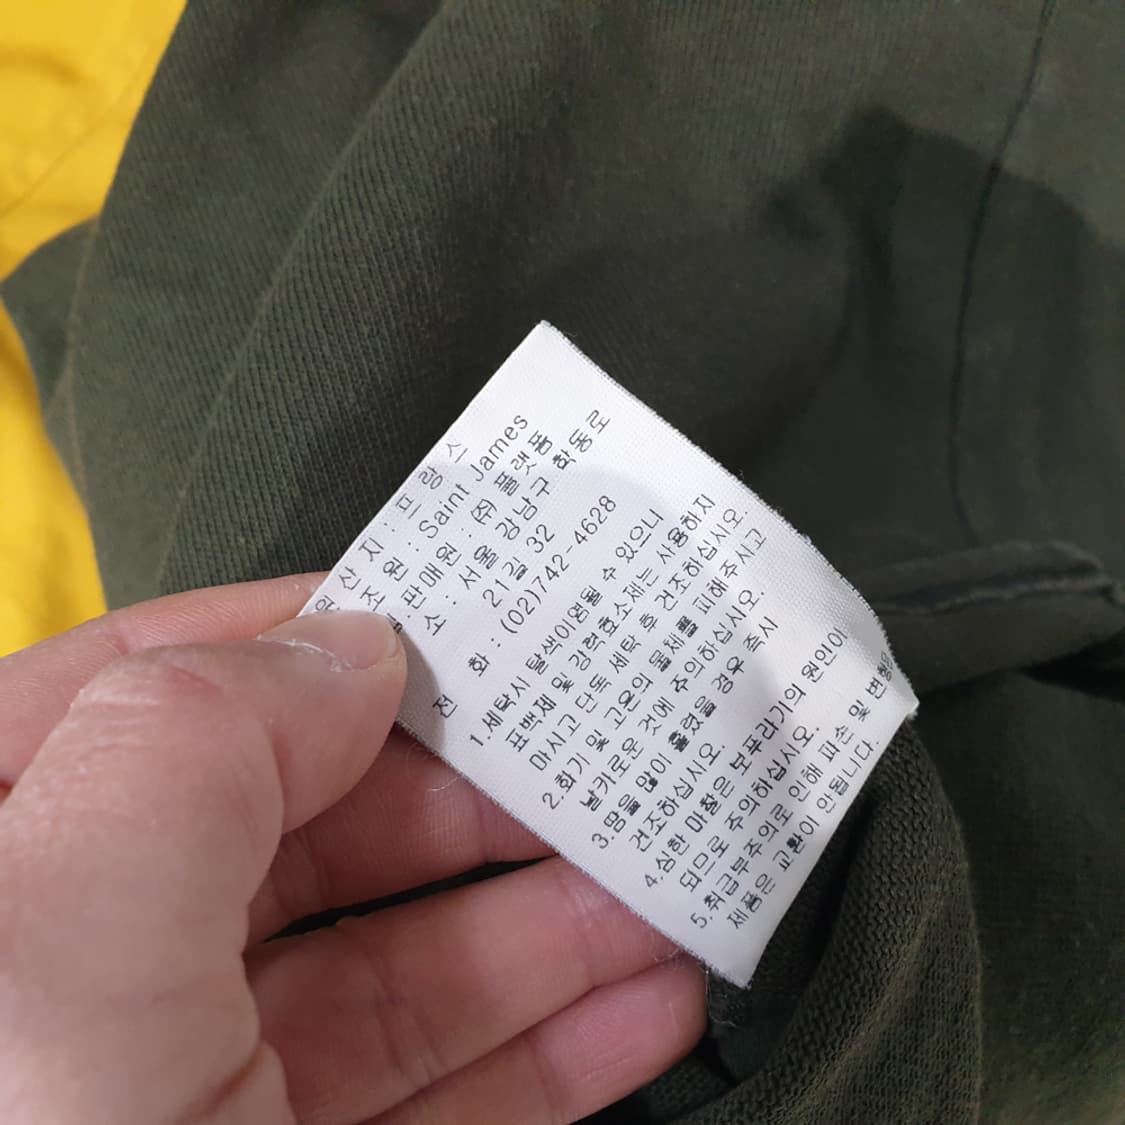 원 산 지 : 프 랑 스
조 원 : Saint James
판 매 원 : ㈜ 플 랫 폼
소 : 서울 강남구 학동로
21길 32
전 화 : (02)742-4628
1.세탁시 탈색이염될 수 있으니
표백제 및 강력효소제는 사용하지
마시고 단독 세탁 후 건조하십시오.
2.화기 및 고온의 물체를 피해주시고
날카로운 것에 주의하십시오.
3.땀을 많이 흘렸을 경우 즉시
건조하십시오.
4.심한 마찰은 보푸라기의 원인이
되므로 주의하십시오.
5.취급부주의로 인해 파손 및 변형된
제품은 교환이 안됩니다.